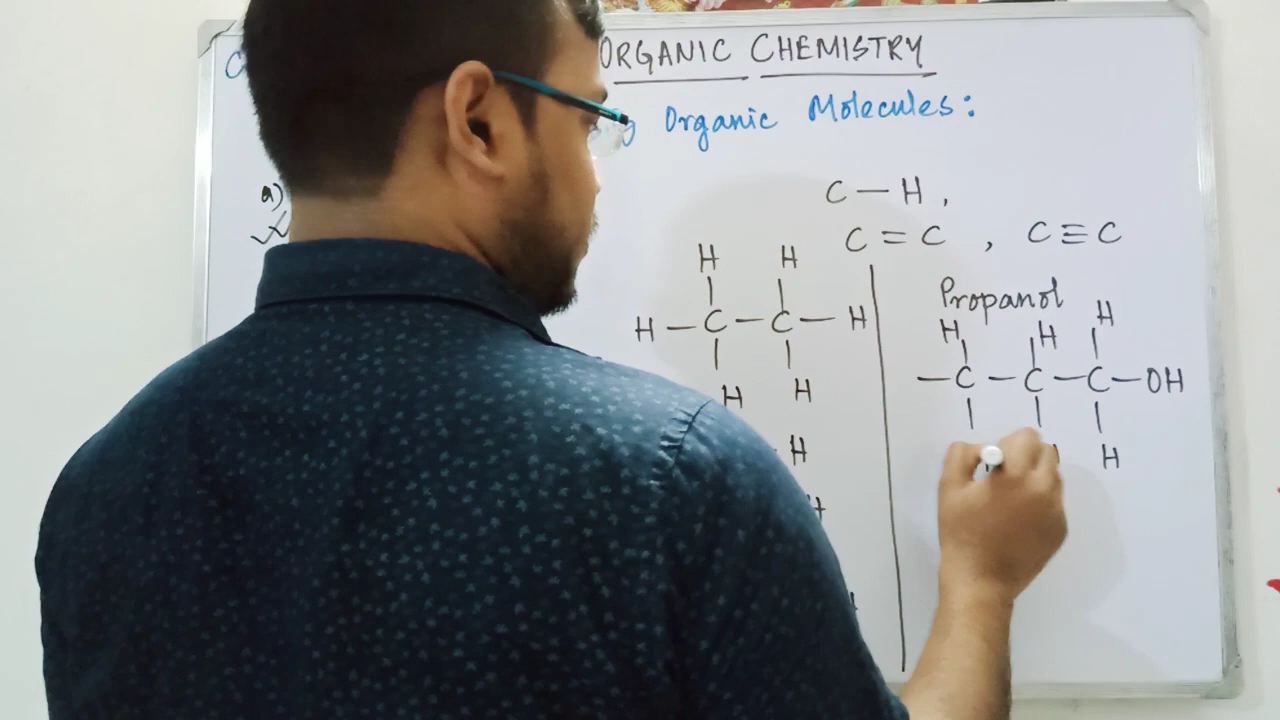 ORGANIC CHEMISTRY
Organic Molecules:
a)
C — H ,
C = C , C ≡ C
H H
H — C — C — H
H H
H
Propanol
H H H
— C — C — C — OH
H